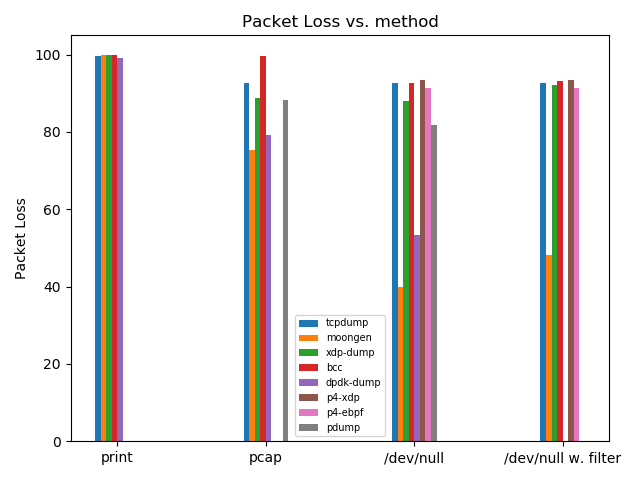 Packet Loss vs. method
Packet Loss
100
80
60
40
20
0
tcpdump
moongen
xdp-dump
bcc
dpdk-dump
p4-xdp
p4-ebpf
pdump
print
pcap
/dev/null
/dev/null w. filter